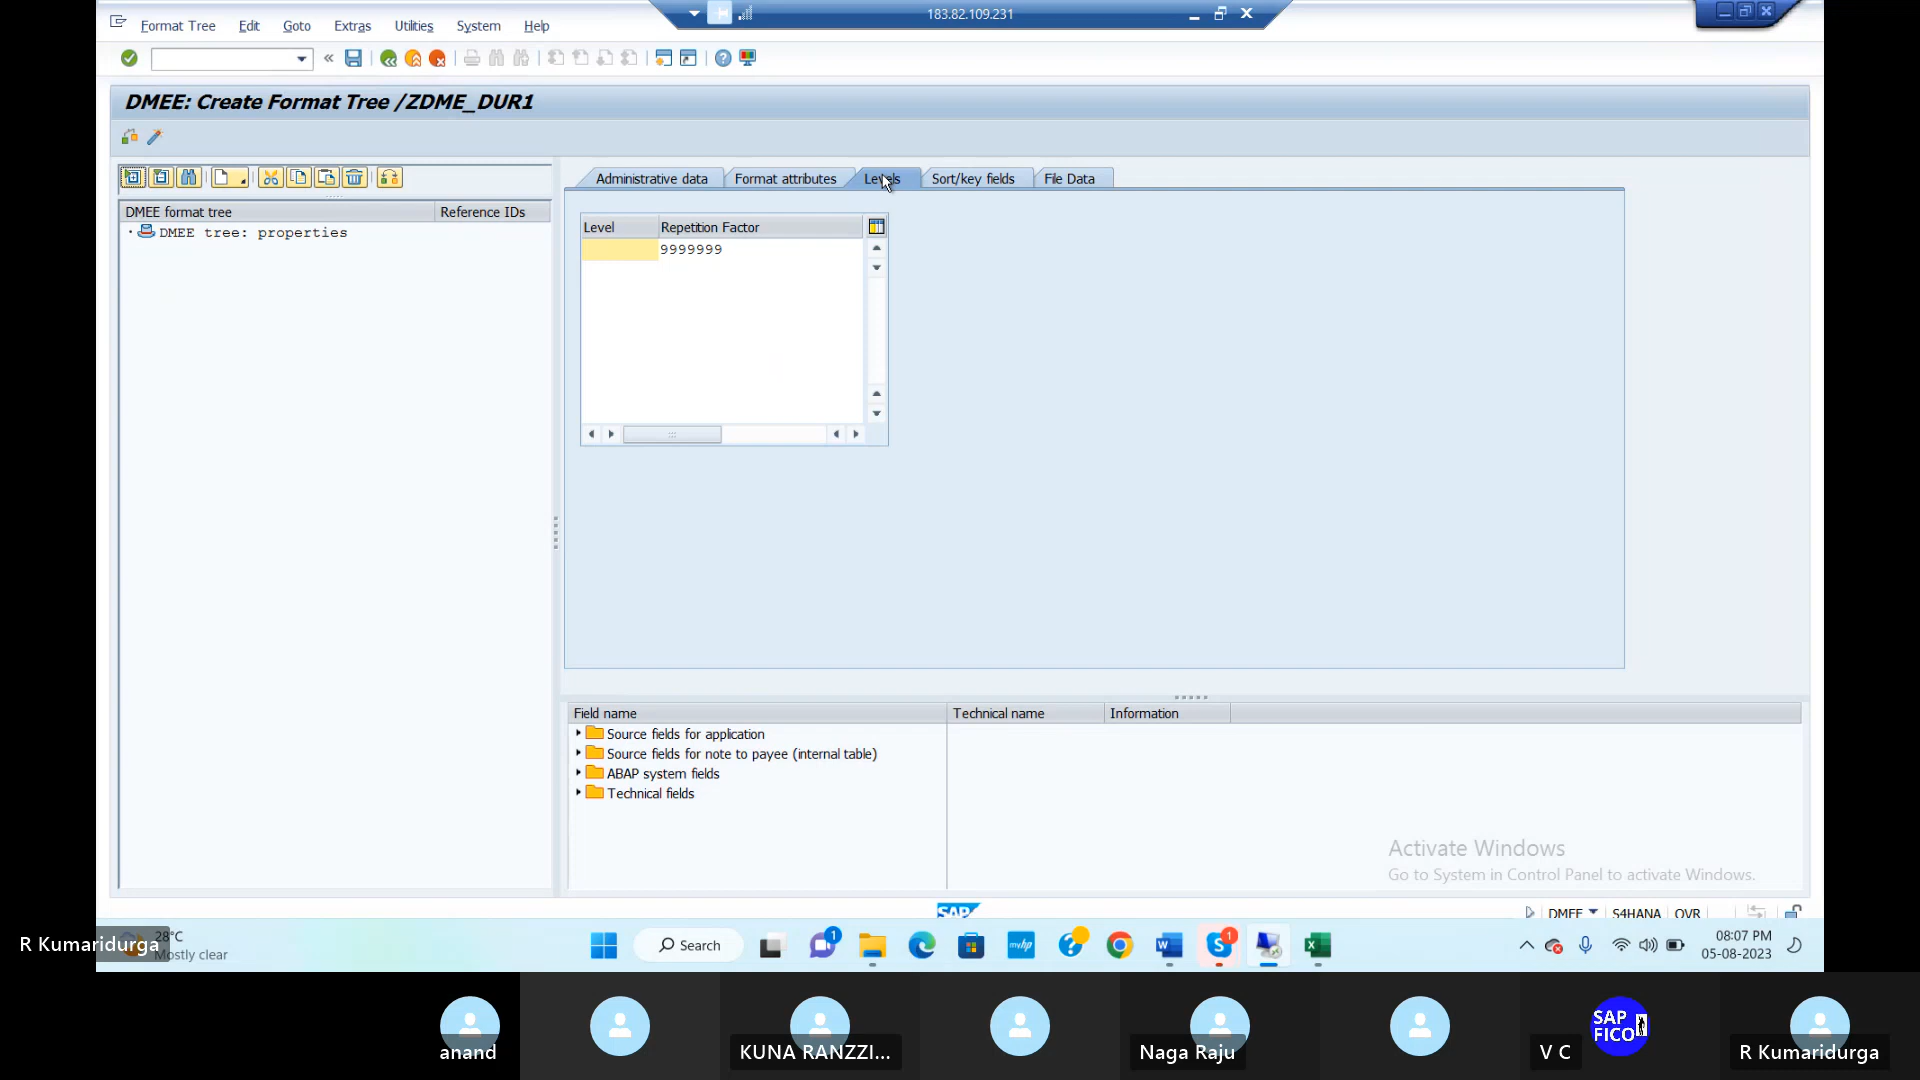 183.82.109.231
Format Tree Edit Goto Extras Utilities System Help
DMEE: Create Format Tree /ZDME_DUR1
Administrative data Format attributes Levels Sort/key fields File Data
DMEE format tree Reference IDs
DMEE tree: properties
Level Repetition Factor
9999999
Field name Technical name Information
Source fields for application
Source fields for note to payee (internal table)
ABAP system fields
Technical fields
Activate Windows
Go to System in Control Panel to activate Windows.
SAP
DMEE S4HANA OVR
R Kumaridurga
28°C
Mostly clear
Search
1
myhp
1
08:07 PM
05-08-2023
SAP
FICO
anand
KUNA RANZZI...
Naga Raju
V C
R Kumaridurga